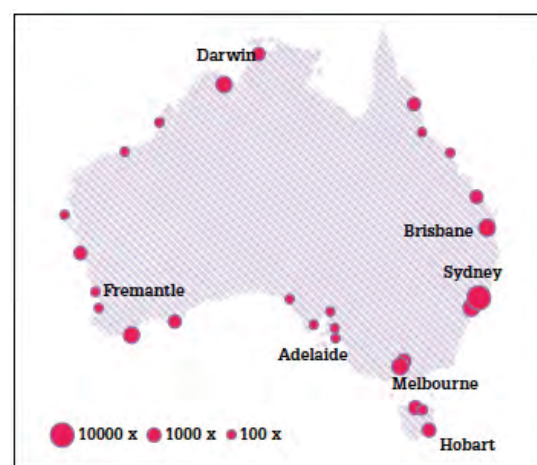 Darwin
Brisbane
Sydney
Fremantle
Adelaide
Melbourne
10000 x 1000 x 100 x
Hobart